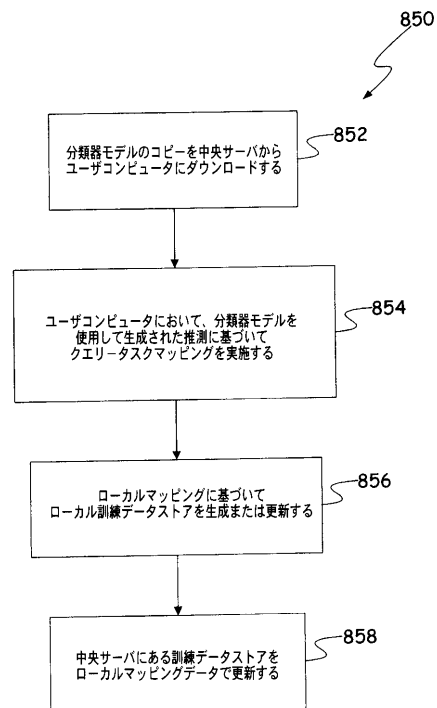 850
852
分類器モデルのコピーを中央サーバから
ユーザコンピュータにダウンロードする
854
ユーザコンピュータにおいて、分類器モデルを
使用して生成された推測に基づいて
クエリータスクマッピングを実施する
856
ローカルマッピングに基づいて
ローカル訓練データストアを生成または更新する
858
中央サーバにある訓練データストアを
ローカルマッピングデータで更新する